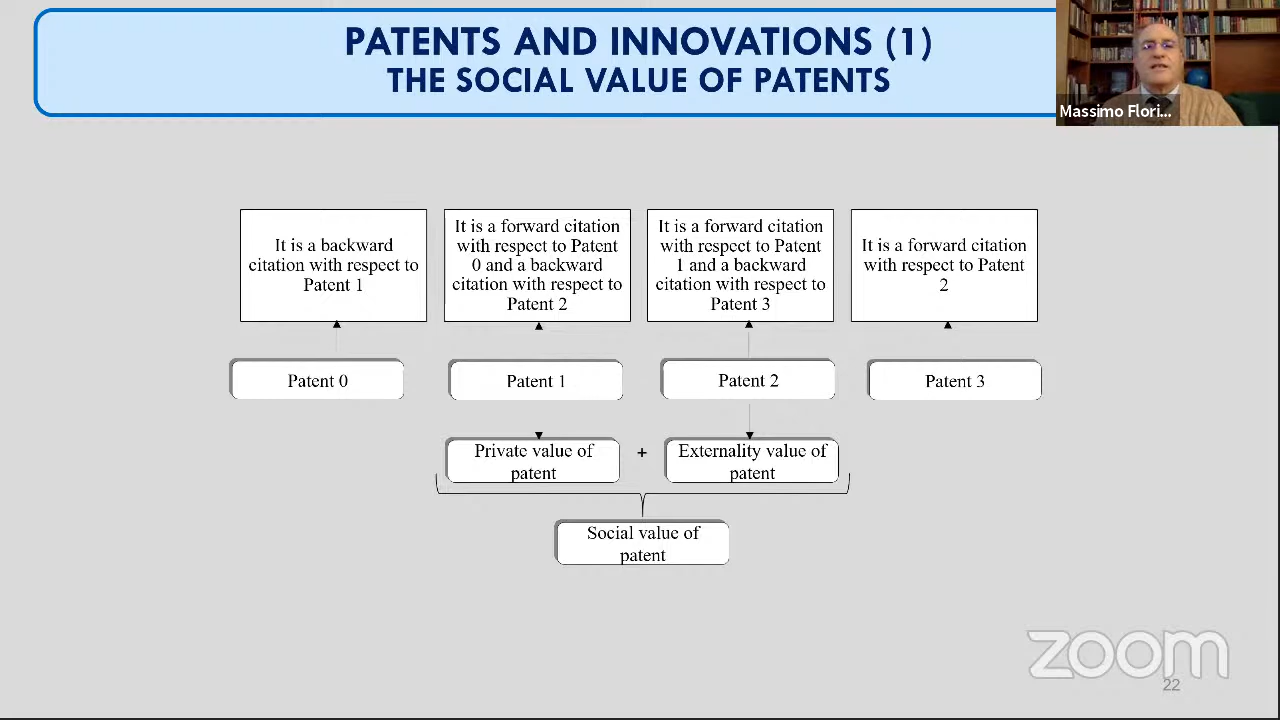 PATENTS AND INNOVATIONS (1)
THE SOCIAL VALUE OF PATENTS
Massimo Flori...
It is a backward
citation with respect to
Patent 1
It is a forward citation
with respect to Patent
0 and a backward
citation with respect to
Patent 2
It is a forward citation
with respect to Patent
1 and a backward
citation with respect to
Patent 3
It is a forward citation
with respect to Patent
2
Patent 0
Patent 1
Patent 2
Patent 3
Private value of
patent
+
Externality value of
patent
Social value of
patent
zoom
22